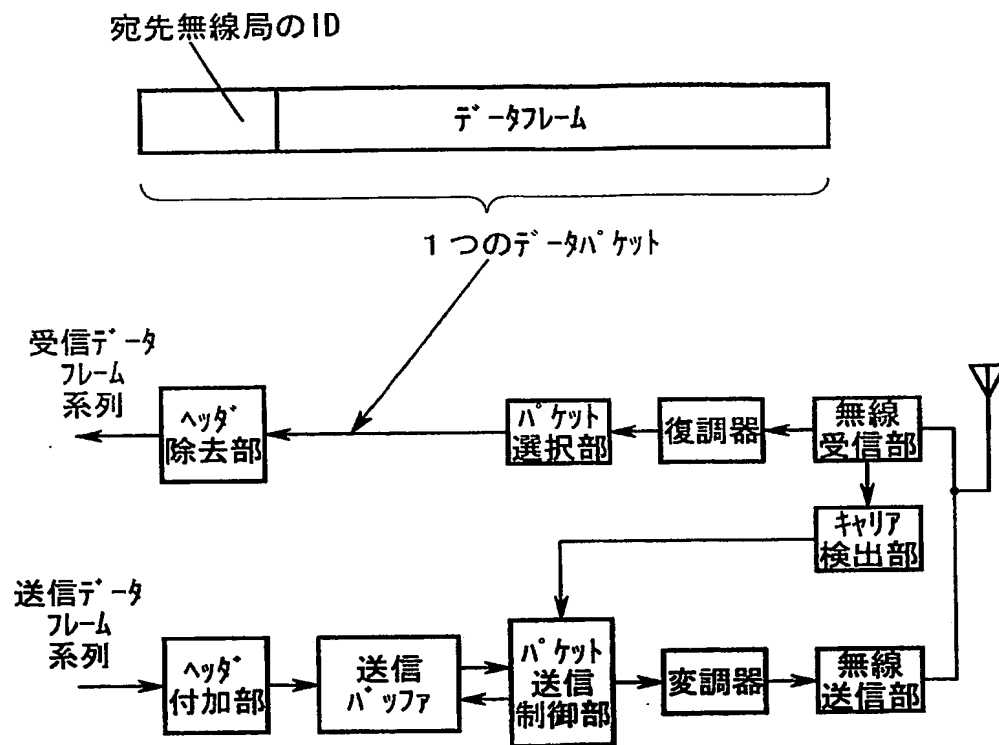 宛先無線局のID
データフレーム
1つのデータパケット
受信データ
フレーム
系列
ヘッダ
除去部
パケット
選択部
復調器
無線
受信部
キャリア
検出部
送信データ
フレーム
系列
ヘッダ
付加部
送信
バッファ
パケット
送信
制御部
変調器
無線
送信部